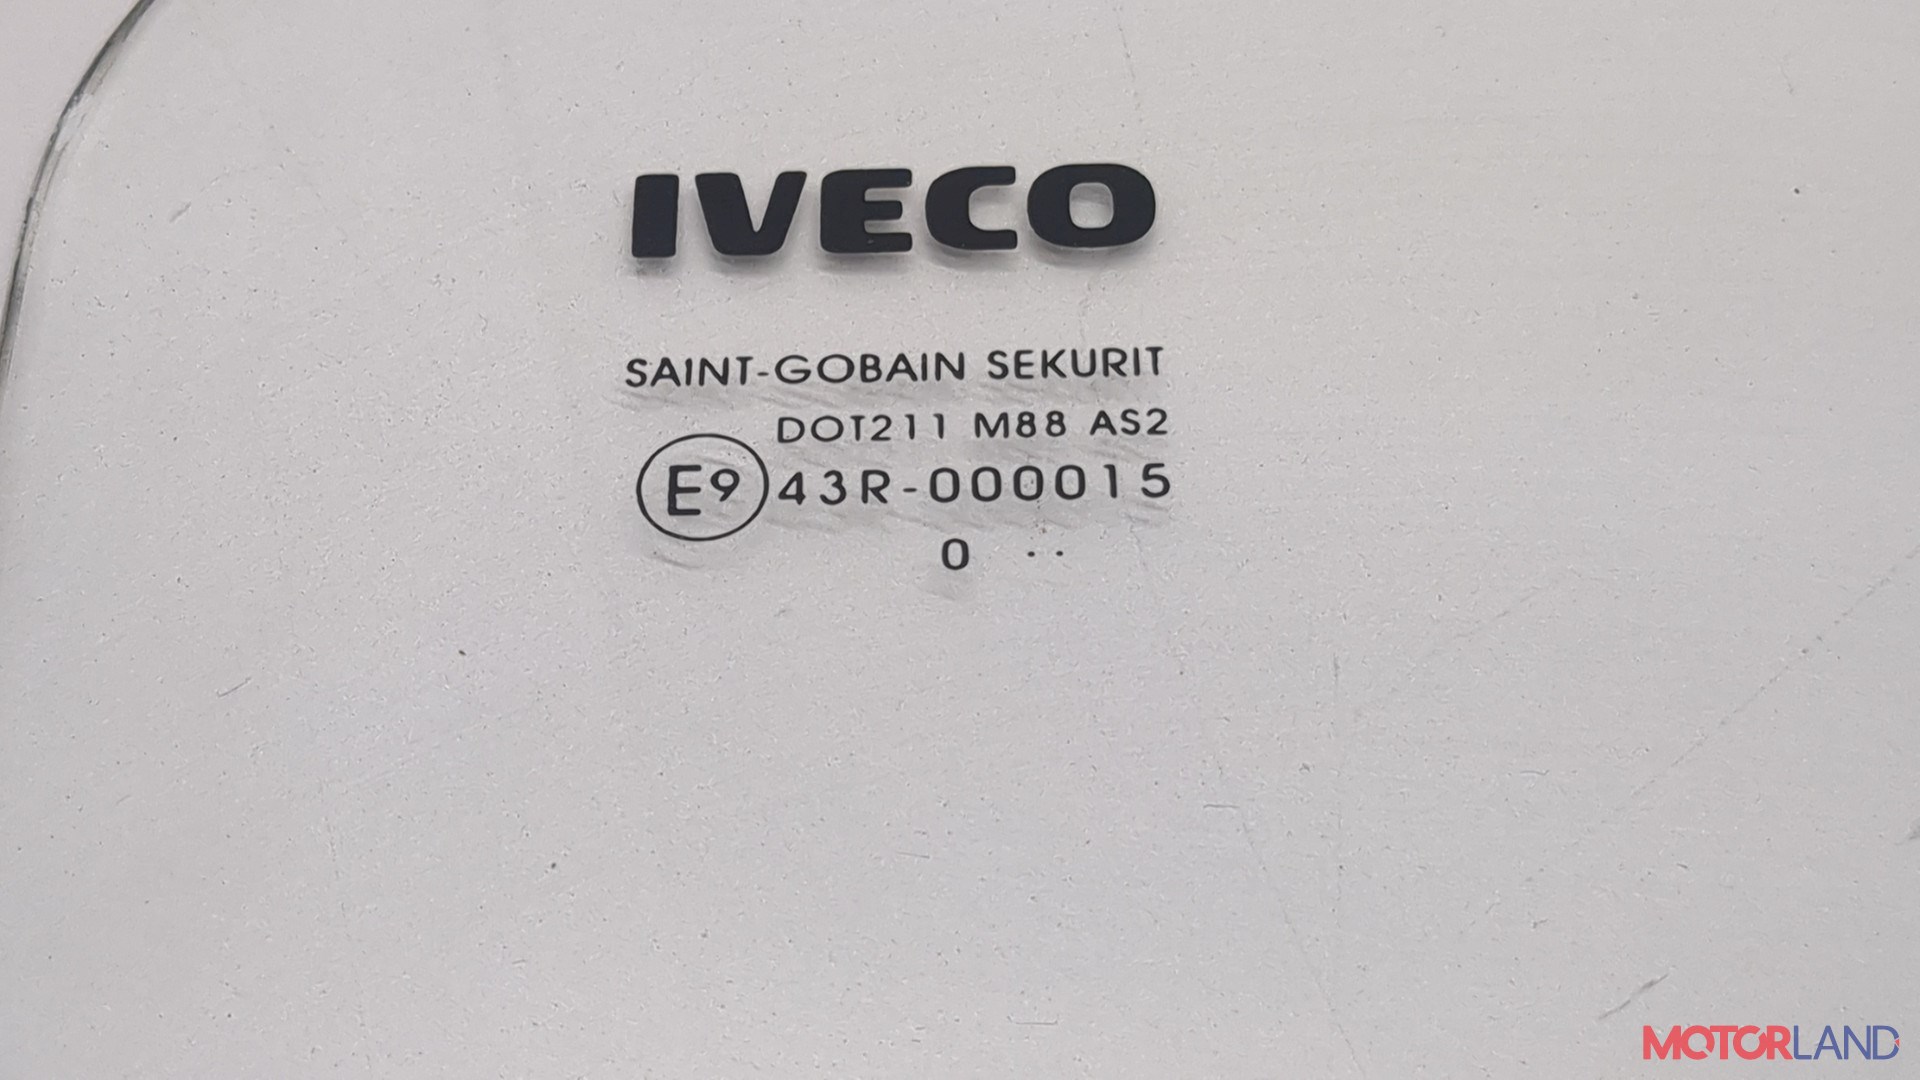 IVECO
SAINT-GOBAIN SEKURIT
DOT211 M88 AS2
E9 43R-000015
0 ..
MOTORLAND